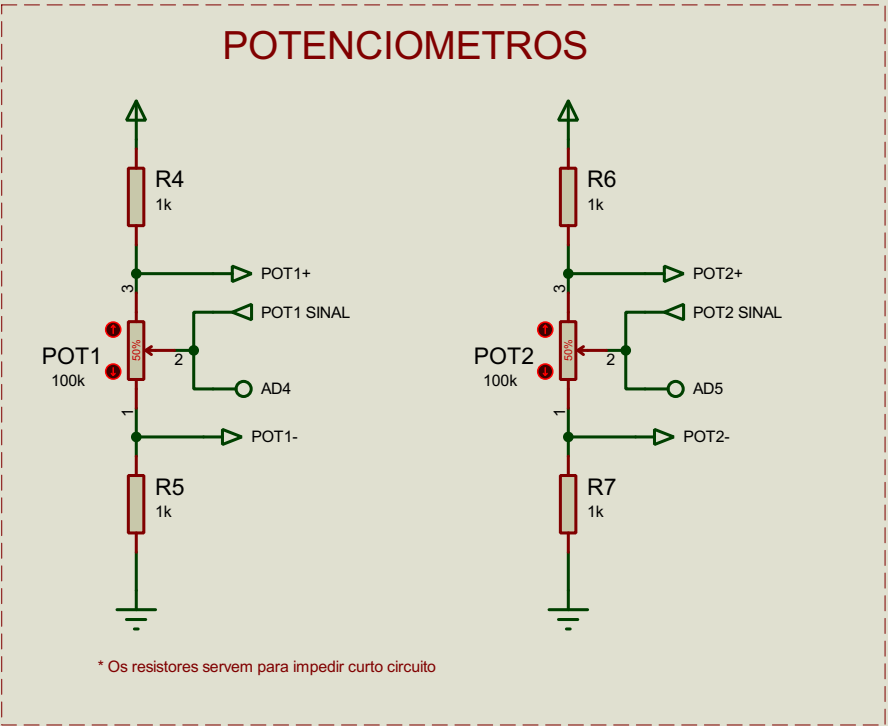 POTENCIOMETROS
R4
1k
POT1+
3
POT1 SINAL
POT1
100k
50%
2
AD4
1
POT1-
R5
1k
R6
1k
POT2+
3
POT2 SINAL
POT2
100k
50%
2
AD5
1
POT2-
R7
1k
* Os resistores servem para impedir curto circuito